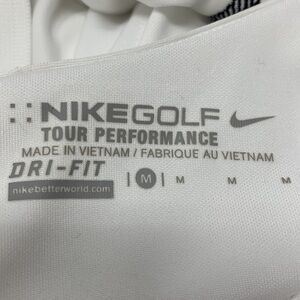 NIKEGOLF
TOUR PERFORMANCE
MADE IN VIETNAM / FABRIQUE AU VIETNAM
DRI-FIT
nikebetterworld.com | M | M M M